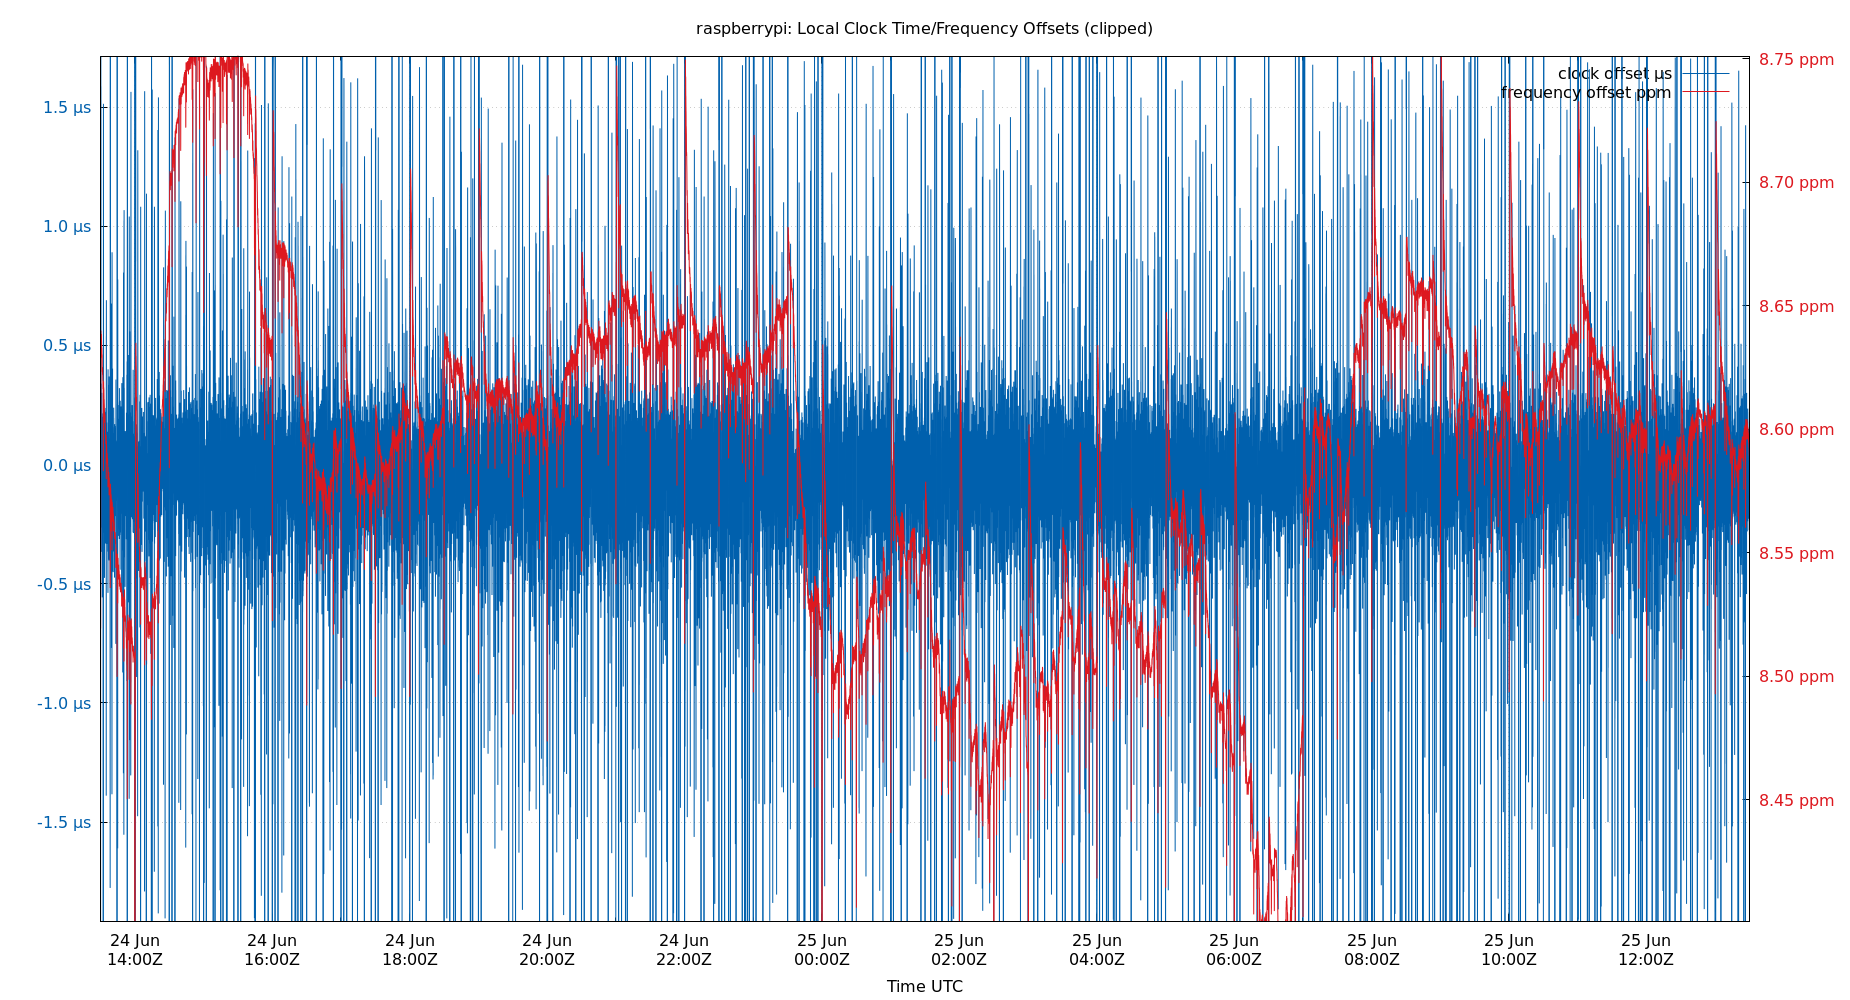 raspberrypi: Local Clock Time/Frequency Offsets (clipped)
clock offset µs
frequency offset ppm
1.5 µs
1.0 µs
0.5 µs
0.0 µs
-0.5 µs
-1.0 µs
-1.5 µs
8.75 ppm
8.70 ppm
8.65 ppm
8.60 ppm
8.55 ppm
8.50 ppm
8.45 ppm
24 Jun 24 Jun 24 Jun 24 Jun 24 Jun 25 Jun 25 Jun 25 Jun 25 Jun 25 Jun 25 Jun 25 Jun
14:00Z 16:00Z 18:00Z 20:00Z 22:00Z 00:00Z 02:00Z 04:00Z 06:00Z 08:00Z 10:00Z 12:00Z
Time UTC